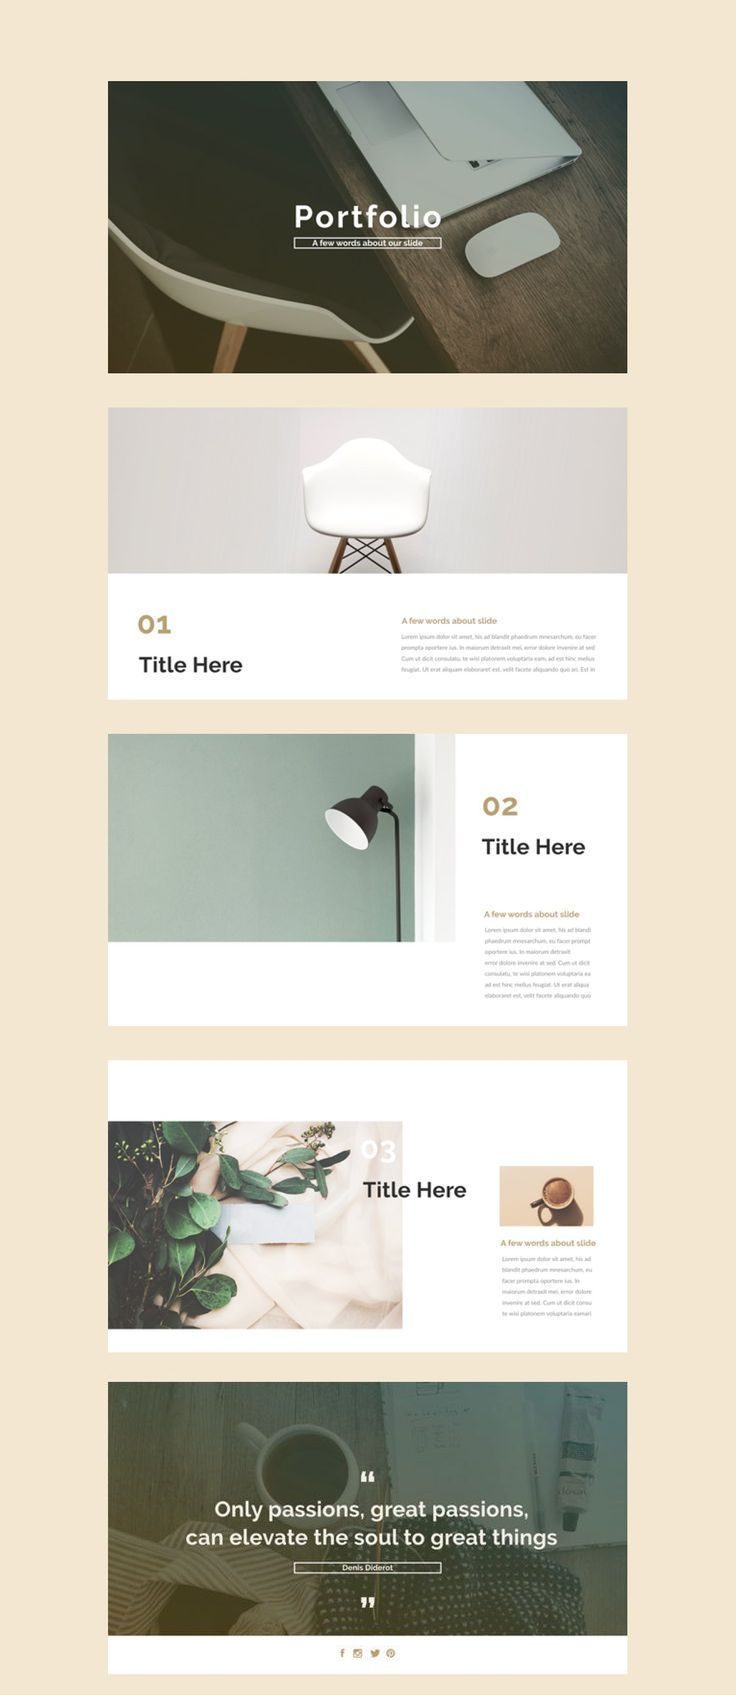 Portfolio
A few words about our slide
01
Title Here
A few words about slide
Lorem ipsum dolor sit amet, his ad blandit phaedrum mnesarchum, eu facer
prompta oportere ius. In maiorum detraxit mei, error dolore invenire at sed
Cum ut dicit consulatu, te wisi platonem voluptaria eam, ad est hinc melius
feugiat. Ut erat aliquam elaboraret est, velit facete aliquando quo an. Est in
02
Title Here
A few words about slide
Lorem ipsum dolor sit amet, his ad blandi
phaedrum mnesarchum, eu facer prompt
oportere ius. In maiorum detraxit
error dolore invenire at sed. Cum ut dicit
consulatu, te wisi platonem voluptaria ea
ad est hinc melius feugiat. Ut erat aliqua
elaboraret est, velit facete aliquando quo
03
Title Here
A few words about slide
Lorem ipsum dolor sit amet, his ad
blandit phaedrum mnesarchum, eu
facer prompta oportere ius. In
maiorum detraxit mei, error dolore
invenire at sed. Cum ut dicit consu
te wisi platonem voluptaria eamari
“
Only passions, great passions,
can elevate the soul to great things
Denis Diderot
”